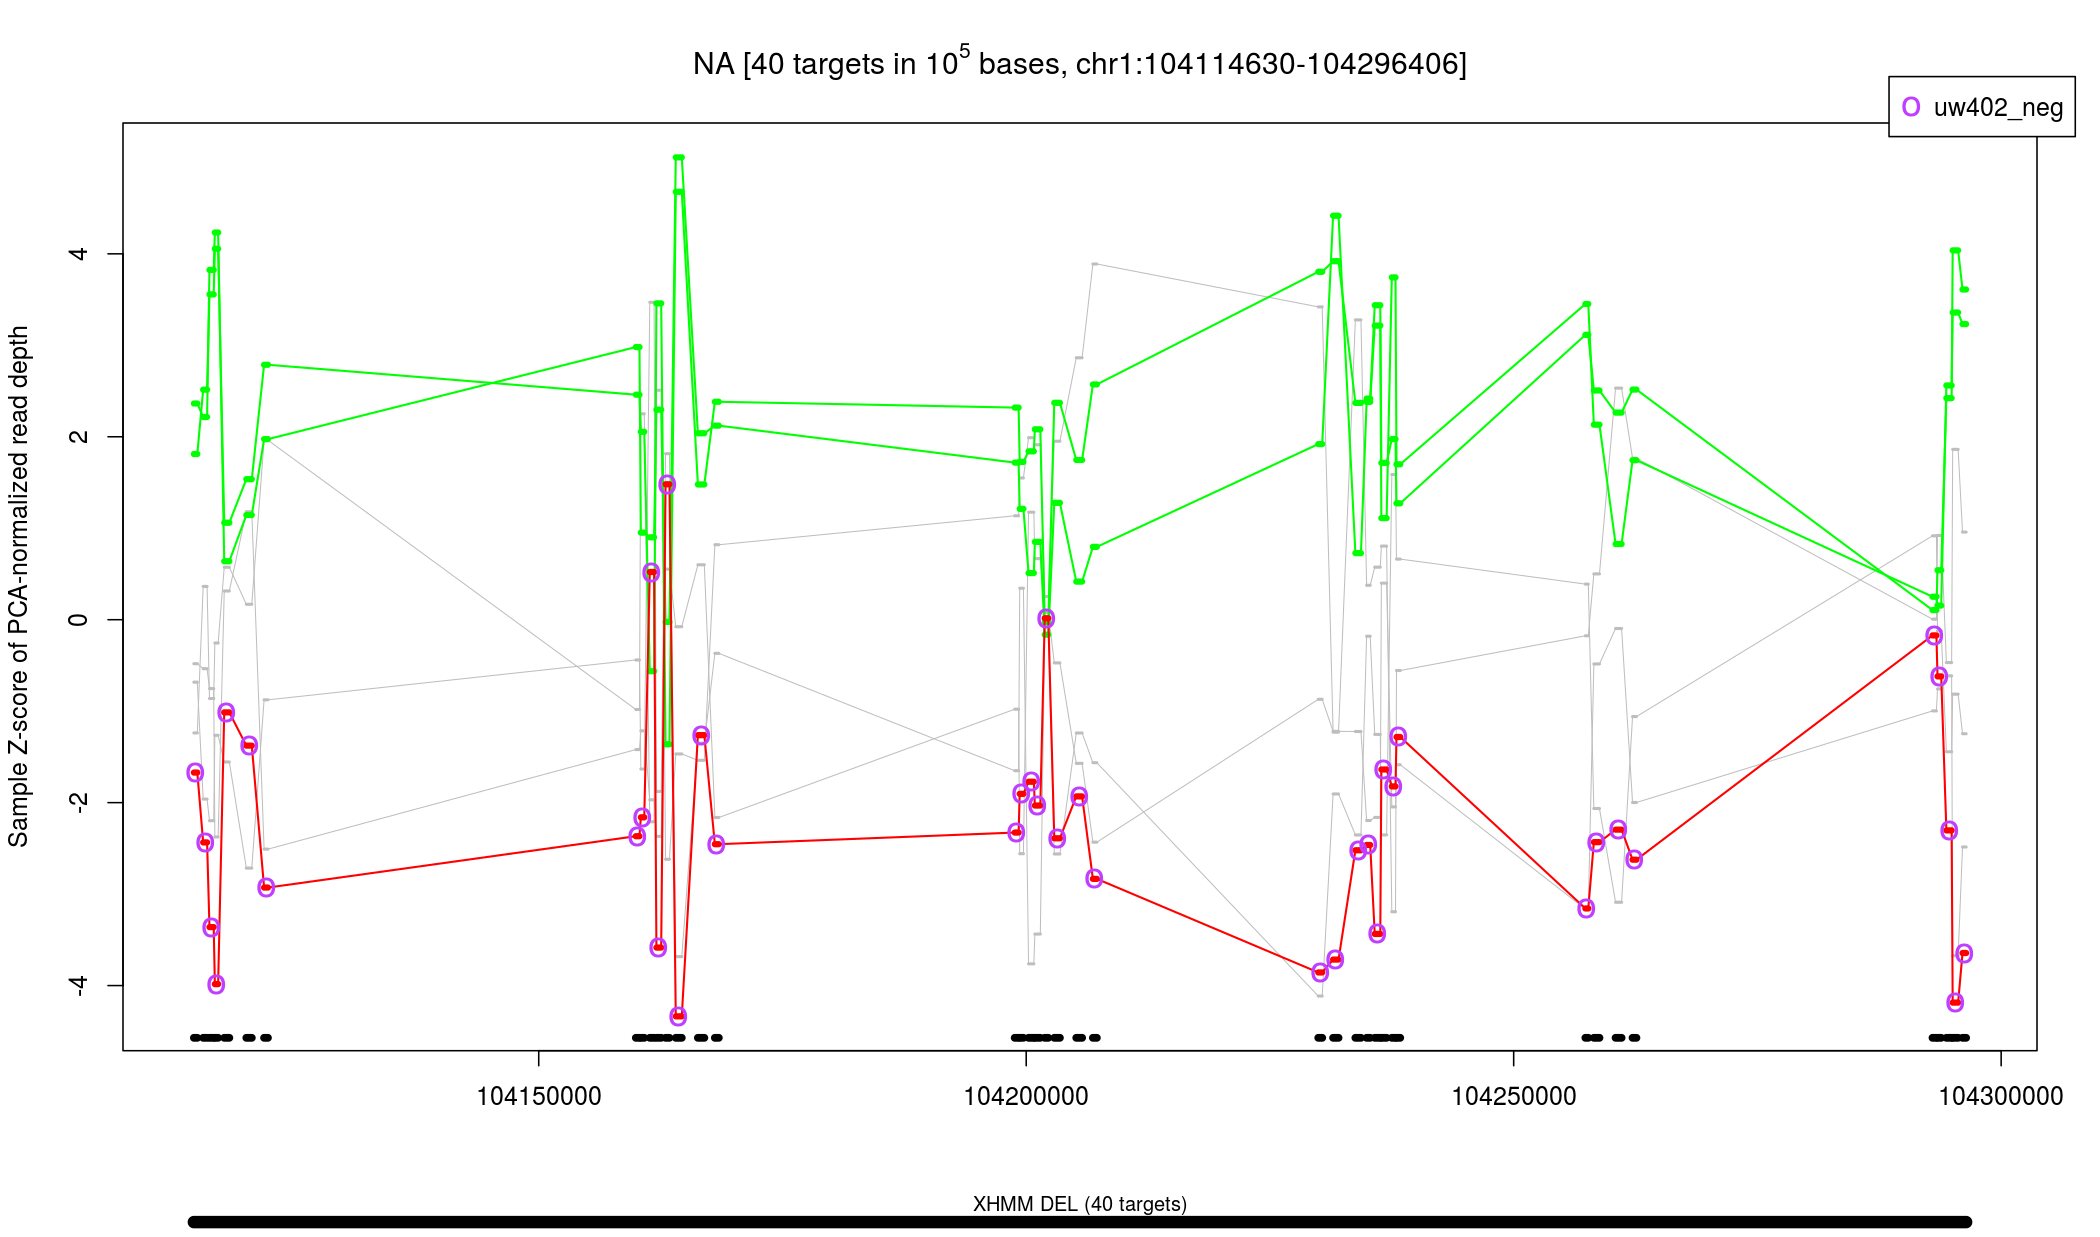 NA [40 targets in 10⁵ bases, chr1:104114630-104296406]
uw402_neg
Sample Z-score of PCA-normalized read depth
4
2
0
-2
-4
104150000 104200000 104250000 104300000
XHMM DEL (40 targets)